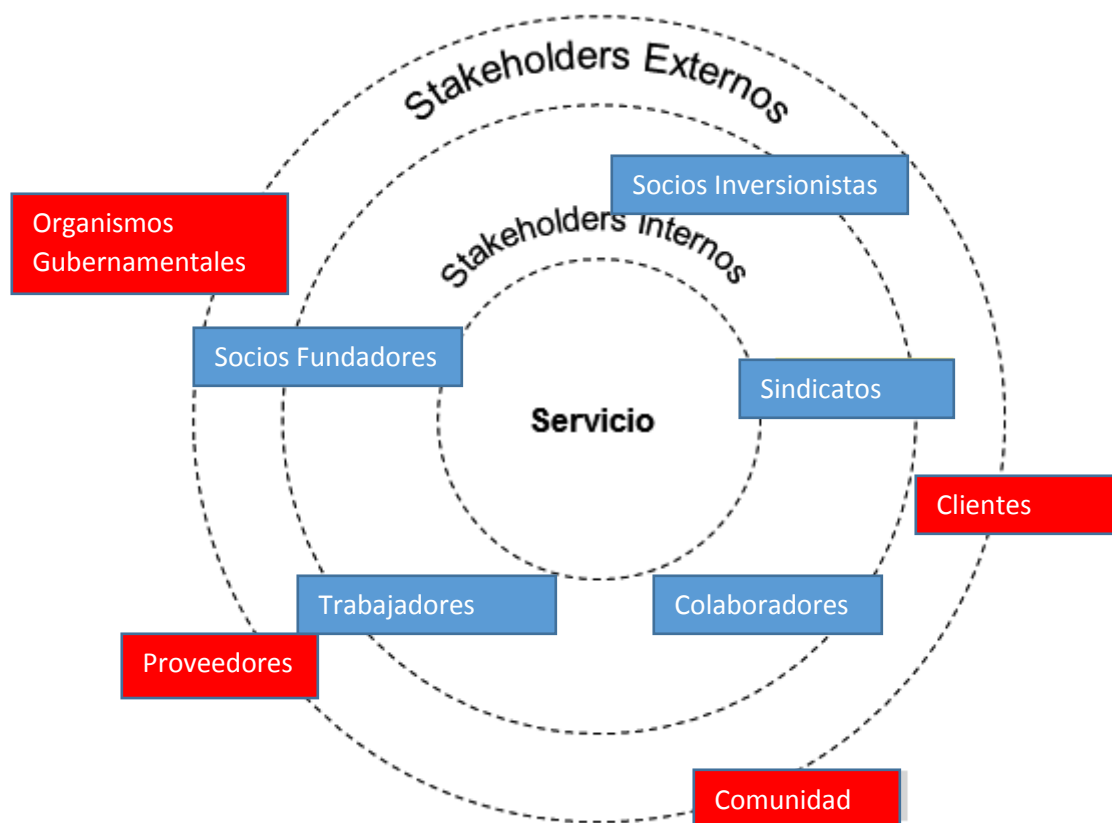 Stakeholders Externos
Socios Inversionistas
Organismos
Gubernamentales
Stakeholders Internos
Socios Fundadores
Sindicatos
Servicio
Clientes
Trabajadores
Colaboradores
Proveedores
Comunidad